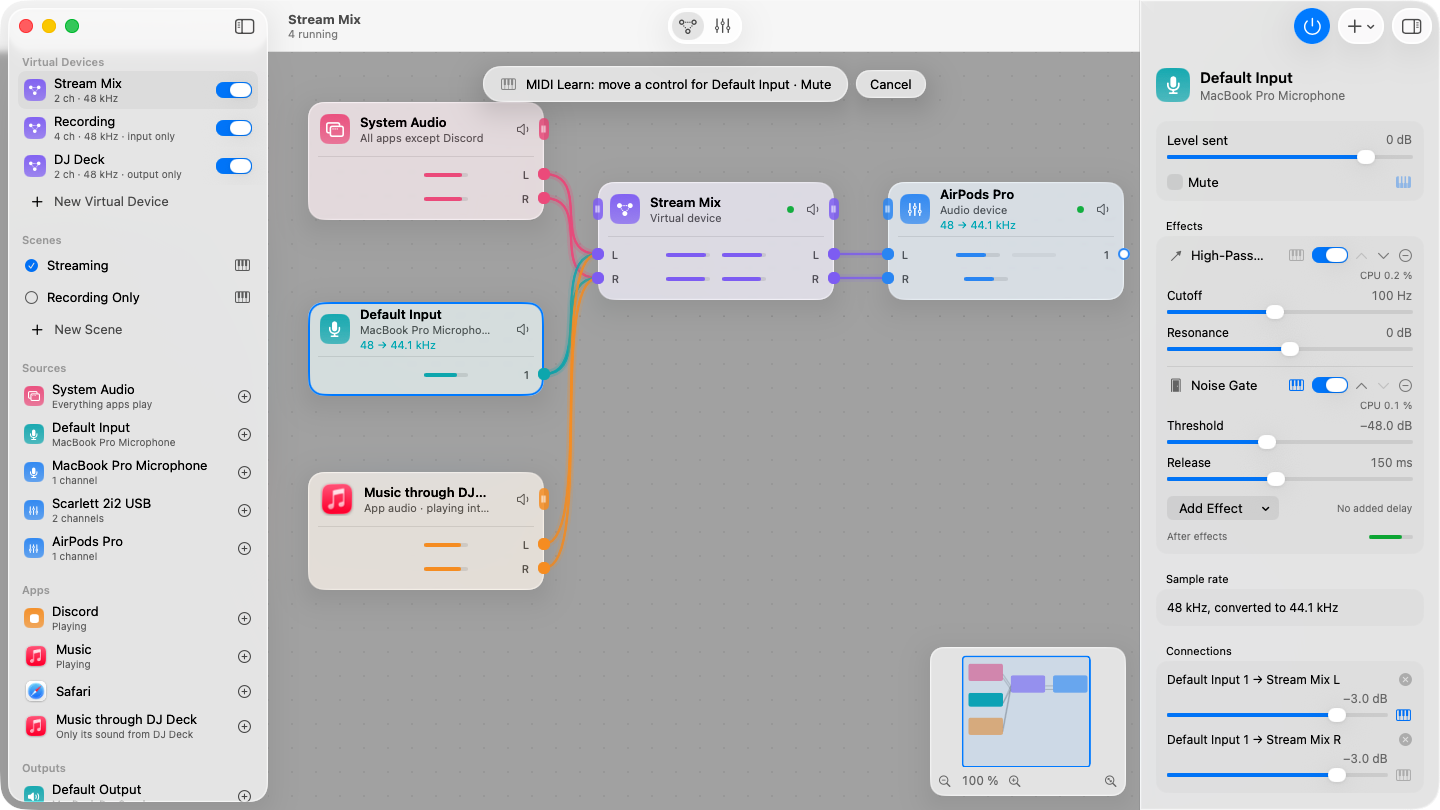 Virtual Devices
Stream Mix
2 ch · 48 kHz
Recording
4 ch · 48 kHz · input only
DJ Deck
2 ch · 48 kHz · output only
New Virtual Device
Scenes
Streaming
Recording Only
New Scene
Sources
System Audio
Everything apps play
Default Input
MacBook Pro Microphone
MacBook Pro Microphone
1 channel
Scarlett 2i2 USB
2 channels
AirPods Pro
1 channel
Apps
Discord
Playing
Music
Playing
Safari
Music through DJ Deck
Only its sound from DJ Deck
Outputs
Default Output
Stream Mix
4 running
MIDI Learn: move a control for Default Input · Mute
Cancel
System Audio
All apps except Discord
L
R
Default Input
MacBook Pro Micropho...
48 → 44.1 kHz
1
Music through DJ...
App audio · playing int...
L
R
Stream Mix
Virtual device
L L
R R
AirPods Pro
Audio device
48 → 44.1 kHz
L 1
R
100 %
Default Input
MacBook Pro Microphone
Level sent 0 dB
Mute
Effects
High-Pass...
CPU 0.2 %
Cutoff 100 Hz
Resonance 0 dB
Noise Gate
CPU 0.1 %
Threshold −48.0 dB
Release 150 ms
Add Effect No added delay
After effects
Sample rate
48 kHz, converted to 44.1 kHz
Connections
Default Input 1 → Stream Mix L
−3.0 dB
Default Input 1 → Stream Mix R
−3.0 dB